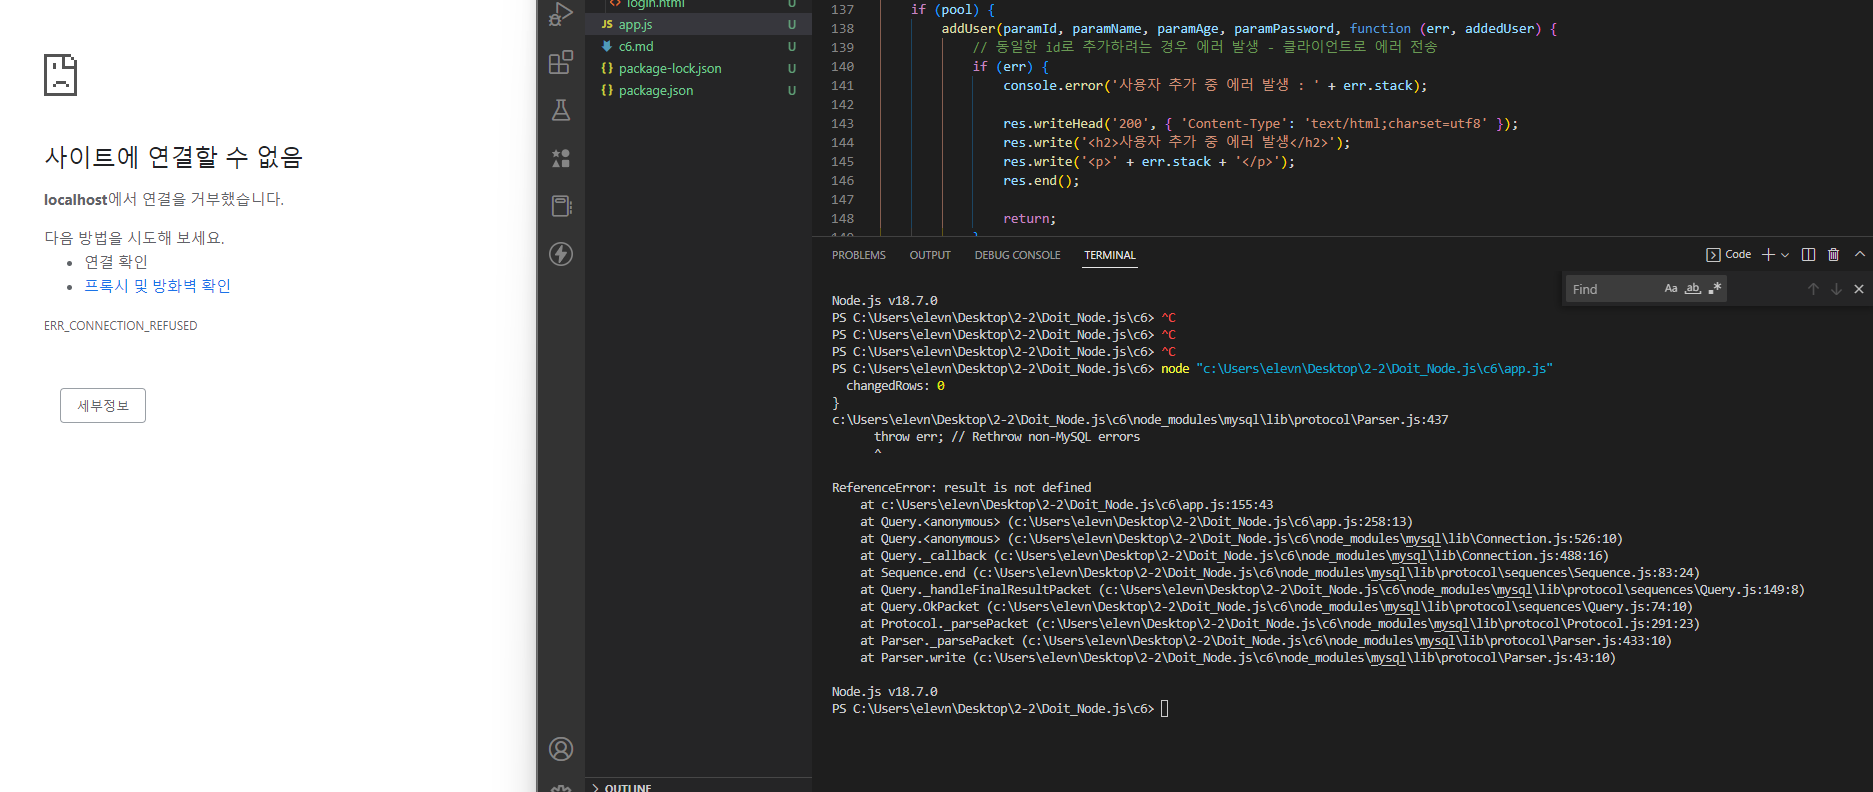 사이트에 연결할 수 없음
localhost에서 연결을 거부했습니다.
다음 방법을 시도해 보세요.
• 연결 확인
• 프록시 및 방화벽 확인
ERR_CONNECTION_REFUSED
세부정보
login.html U
JS app.js U
c6.md U
{} package-lock.json U
{} package.json U
OUTLINE
137 if (pool) {
138 addUser(paramId, paramName, paramAge, paramPassword, function (err, addedUser) {
139 // 동일한 id로 추가하려는 경우 에러 발생 - 클라이언트로 에러 전송
140 if (err) {
141 console.error('사용자 추가 중 에러 발생 : ' + err.stack);
142
143 res.writeHead('200', { 'Content-Type': 'text/html;charset=utf8' });
144 res.write('<h2>사용자 추가 중 에러 발생</h2>');
145 res.write('<p>' + err.stack + '</p>');
146 res.end();
147
148 return;
149 }
PROBLEMS OUTPUT DEBUG CONSOLE TERMINAL Code
Find Aa ab .*
Node.js v18.7.0
PS C:\Users\elevn\Desktop\2-2\Doit_Node.js\c6> ^C
PS C:\Users\elevn\Desktop\2-2\Doit_Node.js\c6> ^C
PS C:\Users\elevn\Desktop\2-2\Doit_Node.js\c6> ^C
PS C:\Users\elevn\Desktop\2-2\Doit_Node.js\c6> node "c:\Users\elevn\Desktop\2-2\Doit_Node.js\c6\app.js"
changedRows: 0
}
c:\Users\elevn\Desktop\2-2\Doit_Node.js\c6\node_modules\mysql\lib\protocol\Parser.js:437
throw err; // Rethrow non-MySQL errors
^
ReferenceError: result is not defined
at c:\Users\elevn\Desktop\2-2\Doit_Node.js\c6\app.js:155:43
at Query.<anonymous> (c:\Users\elevn\Desktop\2-2\Doit_Node.js\c6\app.js:258:13)
at Query.<anonymous> (c:\Users\elevn\Desktop\2-2\Doit_Node.js\c6\node_modules\mysql\lib\Connection.js:526:10)
at Query._callback (c:\Users\elevn\Desktop\2-2\Doit_Node.js\c6\node_modules\mysql\lib\Connection.js:488:16)
at Sequence.end (c:\Users\elevn\Desktop\2-2\Doit_Node.js\c6\node_modules\mysql\lib\protocol\sequences\Sequence.js:83:24)
at Query._handleFinalResultPacket (c:\Users\elevn\Desktop\2-2\Doit_Node.js\c6\node_modules\mysql\lib\protocol\sequences\Query.js:149:8)
at Query.OkPacket (c:\Users\elevn\Desktop\2-2\Doit_Node.js\c6\node_modules\mysql\lib\protocol\sequences\Query.js:74:10)
at Protocol._parsePacket (c:\Users\elevn\Desktop\2-2\Doit_Node.js\c6\node_modules\mysql\lib\protocol\Protocol.js:291:23)
at Parser._parsePacket (c:\Users\elevn\Desktop\2-2\Doit_Node.js\c6\node_modules\mysql\lib\protocol\Parser.js:433:10)
at Parser.write (c:\Users\elevn\Desktop\2-2\Doit_Node.js\c6\node_modules\mysql\lib\protocol\Parser.js:43:10)
Node.js v18.7.0
PS C:\Users\elevn\Desktop\2-2\Doit_Node.js\c6>